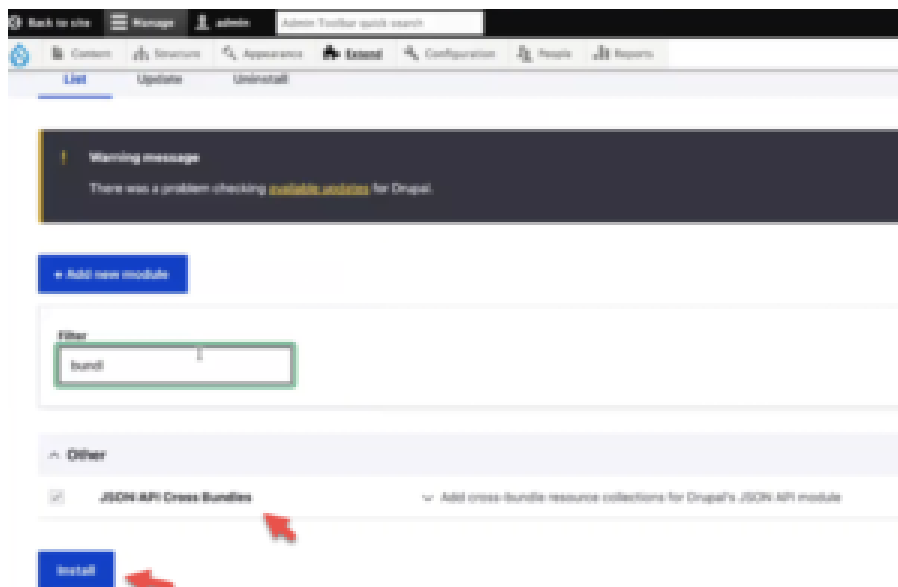 Back to site Manage admin Admin Toolbar quick search
Content Structure Appearance Extend Configuration People Reports
List Update Uninstall
! Warning message
There was a problem checking available updates for Drupal.
+ Add new module
Filter
bundl
Other
JSON API Cross Bundles Add cross-bundle resource collections for Drupal's JSON API module
Install